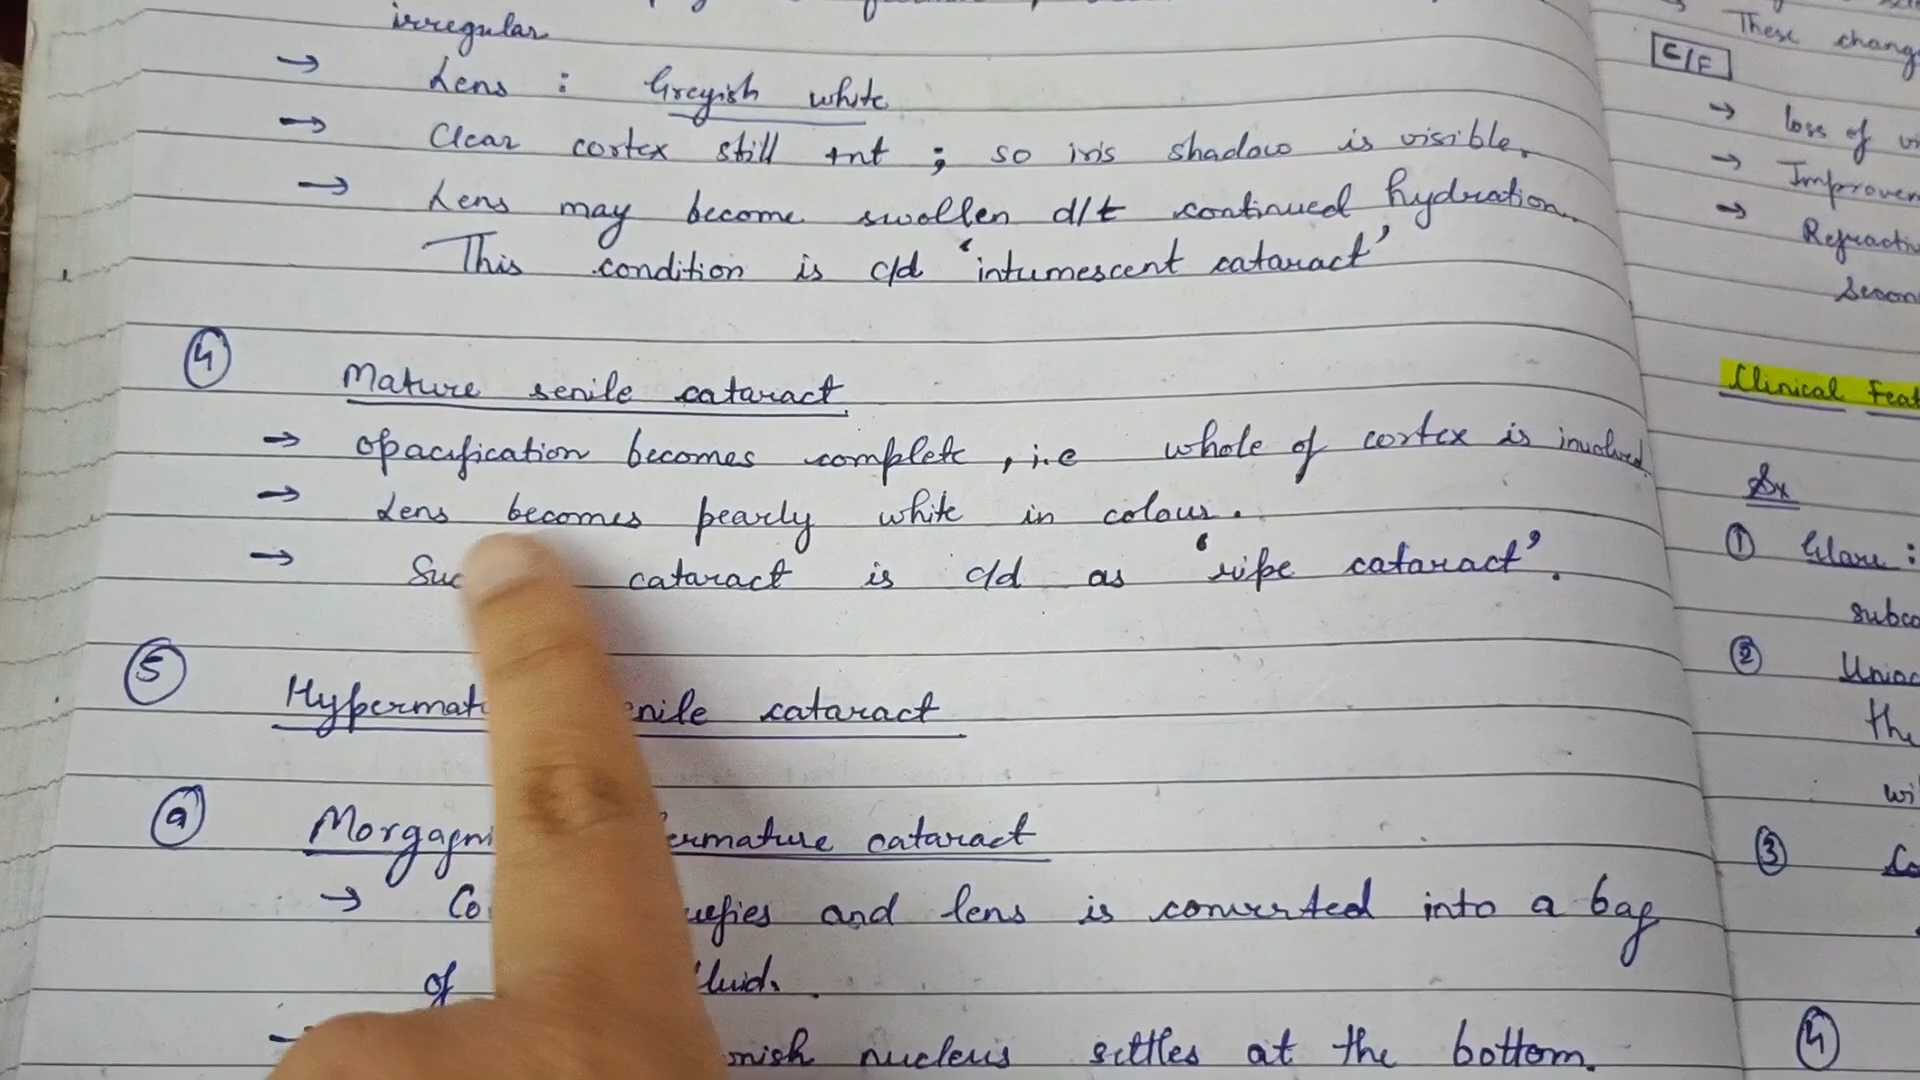 irregular
→ Lens : Greyish white
→ Clear cortex still +nt ; so iris shadow is visible.
→ Lens may become swollen d/t continued hydration.
This condition is c/d 'intumescent cataract'
④ Mature senile cataract
→ Opacification becomes complete, i.e whole of cortex is involved
→ Lens becomes pearly white in colour.
→ cataract is c/d as 'ripe cataract'.
⑤ cataract
ⓐ cataract
→ and lens is converted into a bag
of
nucleus settles at the bottom.
These
C/F
→ loss of
→
→
Clinical
Sx
① Glare :
②
the
③
④